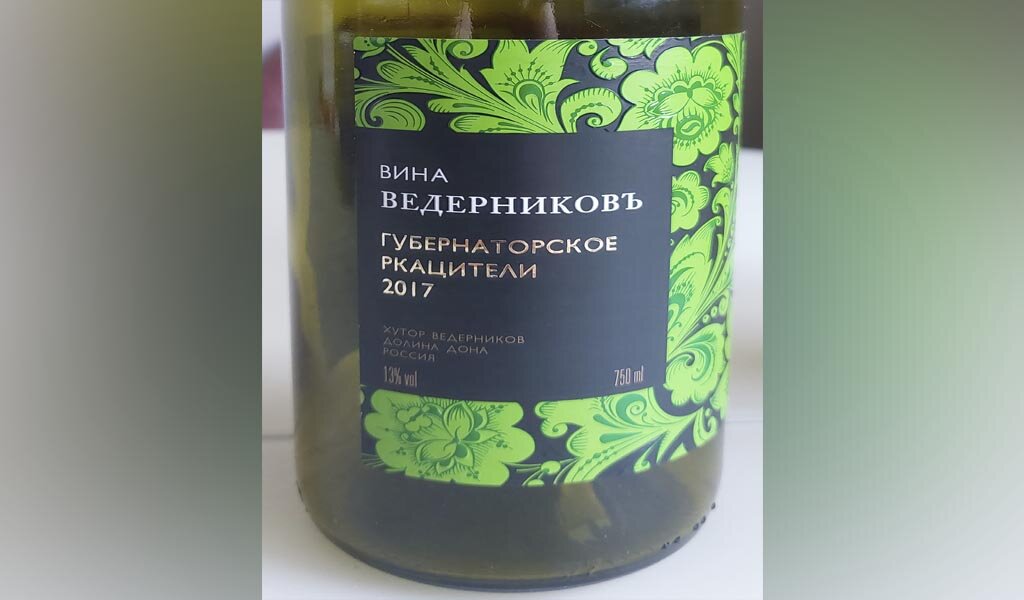 ВИНА
ВЕДЕРНИКОВЪ
ГУБЕРНАТОРСКОЕ
РКАЦИТЕЛИ
2017
ХУТОР ВЕДЕРНИКОВ
ДОЛИНА ДОНА
РОССИЯ
13% vol 750 ml